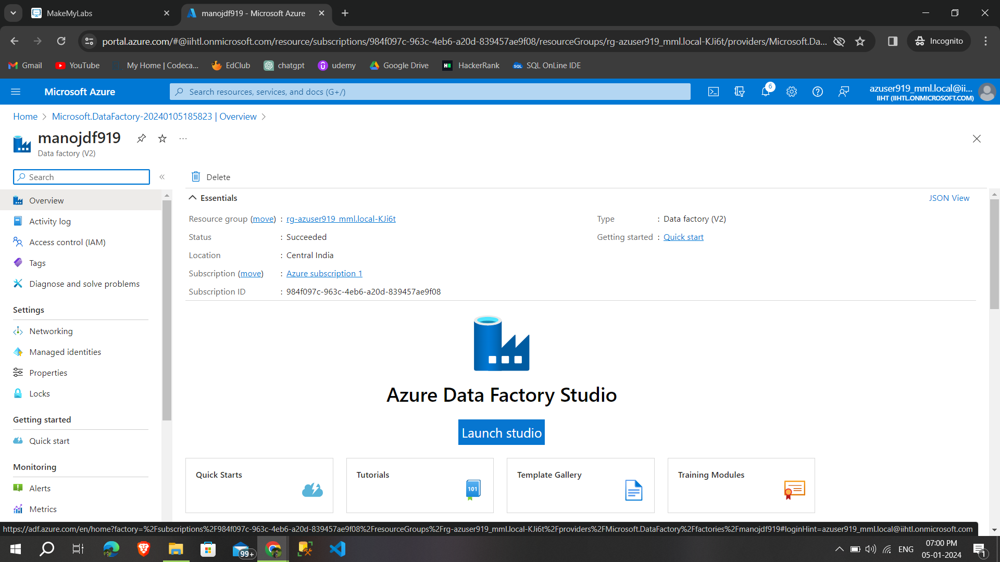 MakeMyLabs
manojdf919 - Microsoft Azure
portal.azure.com/#@iihtl.onmicrosoft.com/resource/subscriptions/984f097c-963c-4eb6-a20d-839457ae9f08/resourceGroups/rg-azuser919_mml.local-KJi6t/providers/Microsoft.Da...
Incognito
Gmail
YouTube
My Home | Codeca...
EdClub
chatgpt
udemy
Google Drive
HackerRank
SQL OnLine IDE
Microsoft Azure
Search resources, services, and docs (G+/)
6
azuser919_mml.local@ii...
IIHT (IIHTL.ONMICROSOFT.COM)
Home > Microsoft.DataFactory-20240105185823 | Overview >
manojdf919
Data factory (V2)
Search
Delete
Overview
Activity log
Access control (IAM)
Tags
Diagnose and solve problems
Settings
Networking
Managed identities
Properties
Locks
Getting started
Quick start
Monitoring
Alerts
Metrics
Essentials
JSON View
Resource group (move) : rg-azuser919_mml.local-KJi6t
Status : Succeeded
Location : Central India
Subscription (move) : Azure subscription 1
Subscription ID : 984f097c-963c-4eb6-a20d-839457ae9f08
Type : Data factory (V2)
Getting started : Quick start
Azure Data Factory Studio
Launch studio
Quick Starts
Tutorials
101
Template Gallery
Training Modules
https://adf.azure.com/en/home?factory=%2Fsubscriptions%2F984f097c-963c-4eb6-a20d-839457ae9f08%2FresourceGroups%2Frg-azuser919_mml.local-KJi6t%2Fproviders%2FMicrosoft.DataFactory%2Ffactories%2Fmanojdf919#loginHint=azuser919_mml.local@iihtl.onmicrosoft.com
99+
ENG
07:00 PM
05-01-2024
1